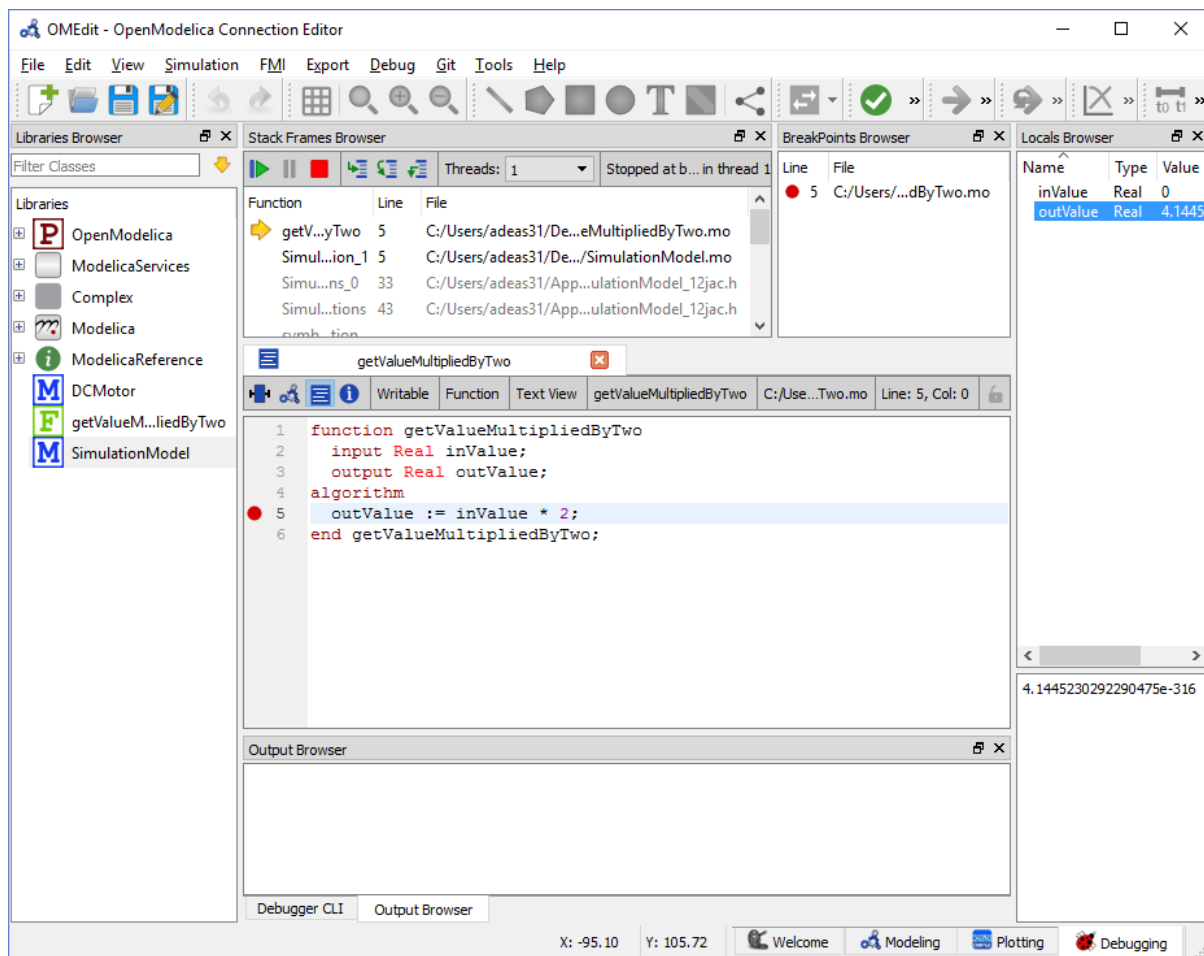 OMEdit - OpenModelica Connection Editor
File Edit View Simulation FMI Export Debug Git Tools Help
T » » » » t0 t1 »
Libraries Browser
Filter Classes
Libraries
P OpenModelica
ModelicaServices
Complex
Modelica
i ModelicaReference
M DCMotor
F getValueM...liedByTwo
M SimulationModel
Stack Frames Browser
Threads: 1 Stopped at b... in thread 1
Function Line File
getV...yTwo 5 C:/Users/adeas31/De...eMultipliedByTwo.mo
Simul...ion_1 5 C:/Users/adeas31/De.../SimulationModel.mo
Simu...ns_0 33 C:/Users/adeas31/App...ulationModel_12jac.h
Simul...tions 43 C:/Users/adeas31/App...ulationModel_12jac.h
symb...tion
BreakPoints Browser
Line File
5 C:/Users/...dByTwo.mo
Locals Browser
Name Type Value
inValue Real 0
outValue Real 4.1445
4.1445230292290475e-316
getValueMultipliedByTwo
i Writable Function Text View getValueMultipliedByTwo C:/Use...Two.mo Line: 5, Col: 0
1 function getValueMultipliedByTwo
2 input Real inValue;
3 output Real outValue;
4 algorithm
5 outValue := inValue * 2;
6 end getValueMultipliedByTwo;
Output Browser
Debugger CLI Output Browser
X: -95.10 Y: 105.72 Welcome Modeling Plotting Debugging